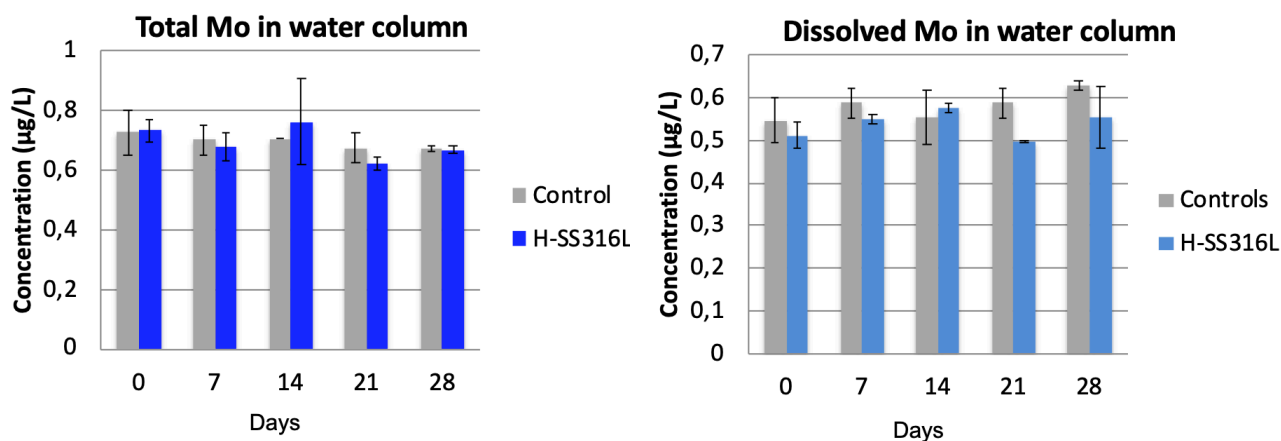 Total Mo in water column
Concentration (µg/L)
1
0,8
0,6
0,4
0,2
0
0 7 14 21 28
Days
Control
H-SS316L
Dissolved Mo in water column
Concentration (µg/L)
0,7
0,6
0,5
0,4
0,3
0,2
0,1
0
0 7 14 21 28
Days
Controls
H-SS316L